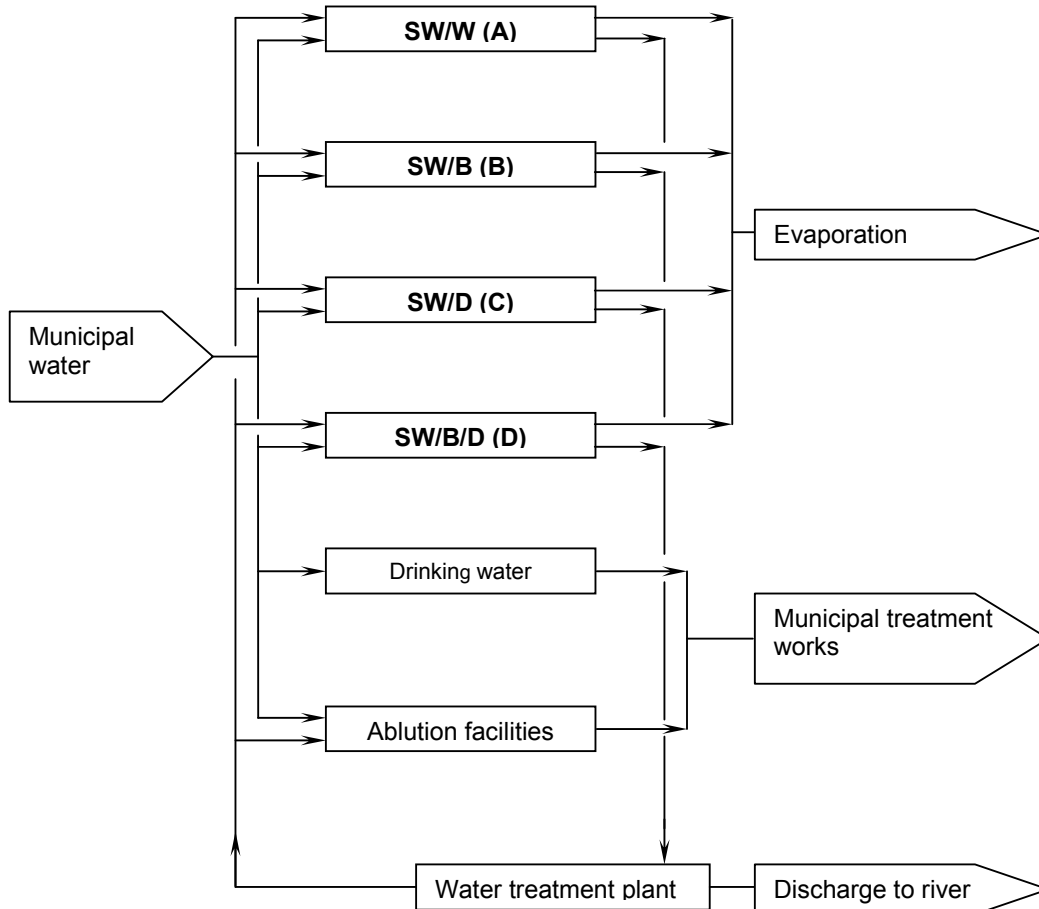 SW/W (A)
SW/B (B)
Evaporation
SW/D (C)
Municipal
water
SW/B/D (D)
Drinking water
Municipal treatment
works
Ablution facilities
Water treatment plant
Discharge to river